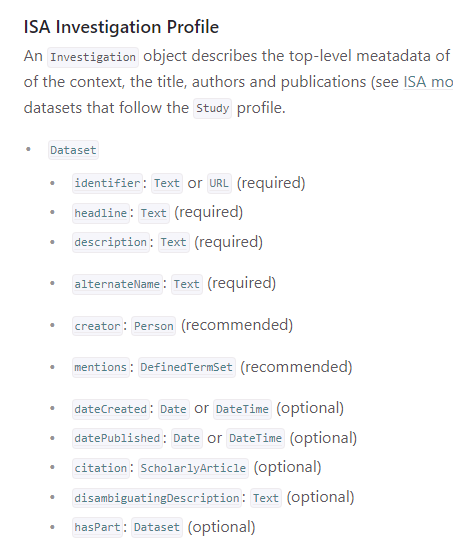 ISA Investigation Profile
An Investigation object describes the top-level meatadata of
of the context, the title, authors and publications (see ISA mo
datasets that follow the Study profile.
• Dataset
• identifier: Text or URL (required)
• headline: Text (required)
• description: Text (required)
• alternateName: Text (required)
• creator: Person (recommended)
• mentions: DefinedTermSet (recommended)
• dateCreated: Date or DateTime (optional)
• datePublished: Date or DateTime (optional)
• citation: ScholarlyArticle (optional)
• disambiguatingDescription: Text (optional)
• hasPart: Dataset (optional)